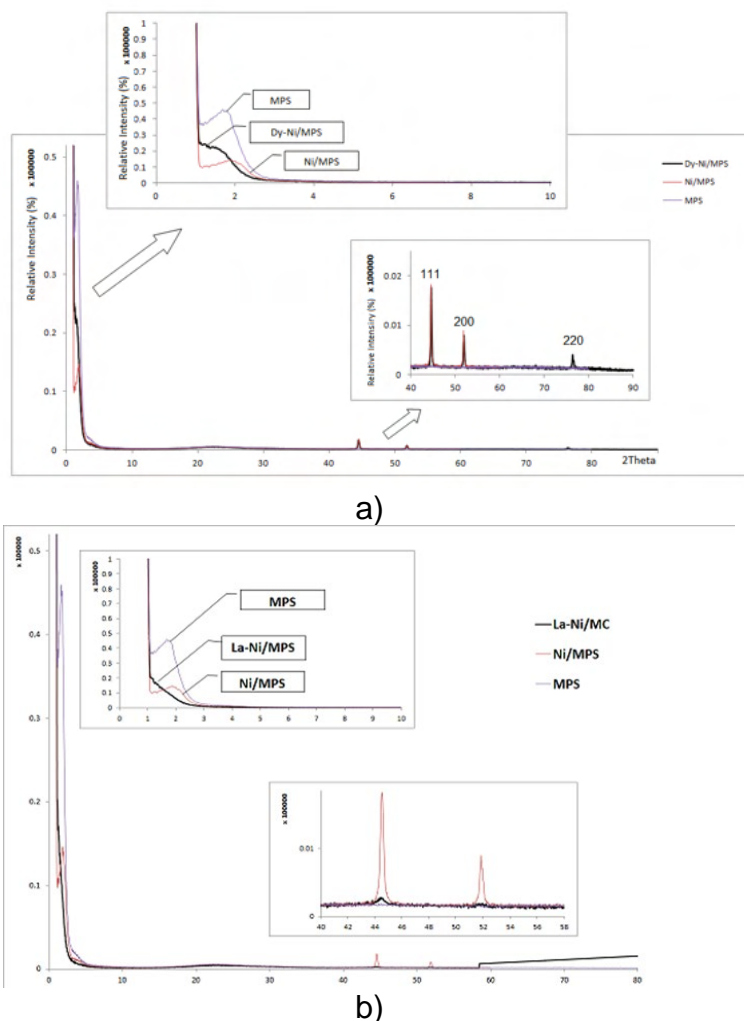 Relative Intensity (%)
x 100000
1
0.9
0.8
0.7
0.6
0.5
0.4
0.3
0.2
0.1
0
MPS
Dy-Ni/MPS
Ni/MPS
0 2 4 6 8 10
Relative Intensity (%)
x 100000
0.5
0.4
0.3
0.2
0.1
0
Dy-Ni/MPS
Ni/MPS
MPS
Relative Intensiry (%)
x 100000
0.02
0.01
0
111
200
220
40 50 60 70 80 90
0 10 20 30 40 50 60 70 80
2Theta
a)
x 100000
0.5
0.4
0.3
0.2
0.1
0
x 100000
1
0.9
0.8
0.7
0.6
0.5
0.4
0.3
0.2
0.1
0
MPS
La-Ni/MPS
Ni/MPS
0 1 2 3 4 5 6 7 8 9 10
La-Ni/MC
Ni/MPS
MPS
x 100000
0.01
0
40 42 44 46 48 50 52 54 56 58
0 10 20 30 40 50 60 70 80
b)